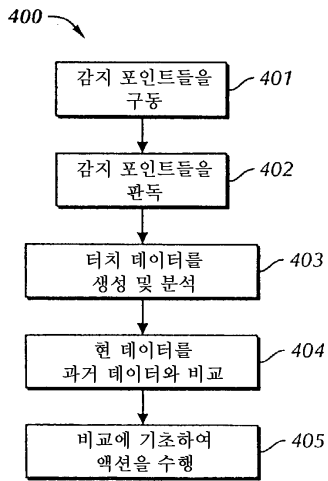 400
감지 포인트들을
구동
401
감지 포인트들을
판독
402
터치 데이터를
생성 및 분석
403
현 데이터를
과거 데이터와 비교
404
비교에 기초하여
액션을 수행
405